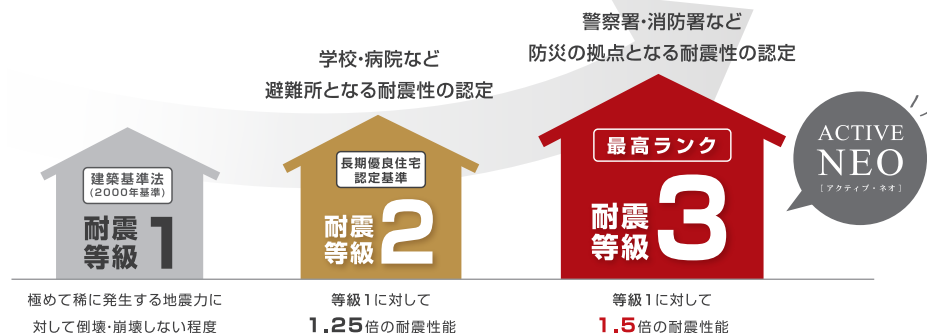 建築基準法
(2000年基準)
耐震
等級 1
極めて稀に発生する地震力に
対して倒壊・崩壊しない程度
学校・病院など
避難所となる耐震性の認定
長期優良住宅
認定基準
耐震
等級 2
等級1に対して
1.25倍の耐震性能
警察署・消防署など
防災の拠点となる耐震性の認定
最高ランク
耐震
等級 3
等級1に対して
1.5倍の耐震性能
ACTIVE
NEO
[アクティブ・ネオ]